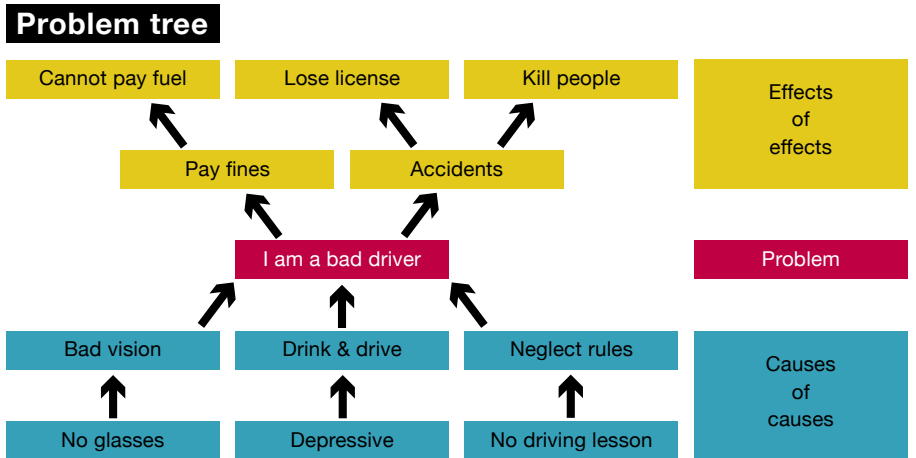 Problem tree
Cannot pay fuel
Lose license
Kill people
Effects
of
effects
Pay fines
Accidents
I am a bad driver
Problem
Bad vision
Drink & drive
Neglect rules
Causes
of
causes
No glasses
Depressive
No driving lesson